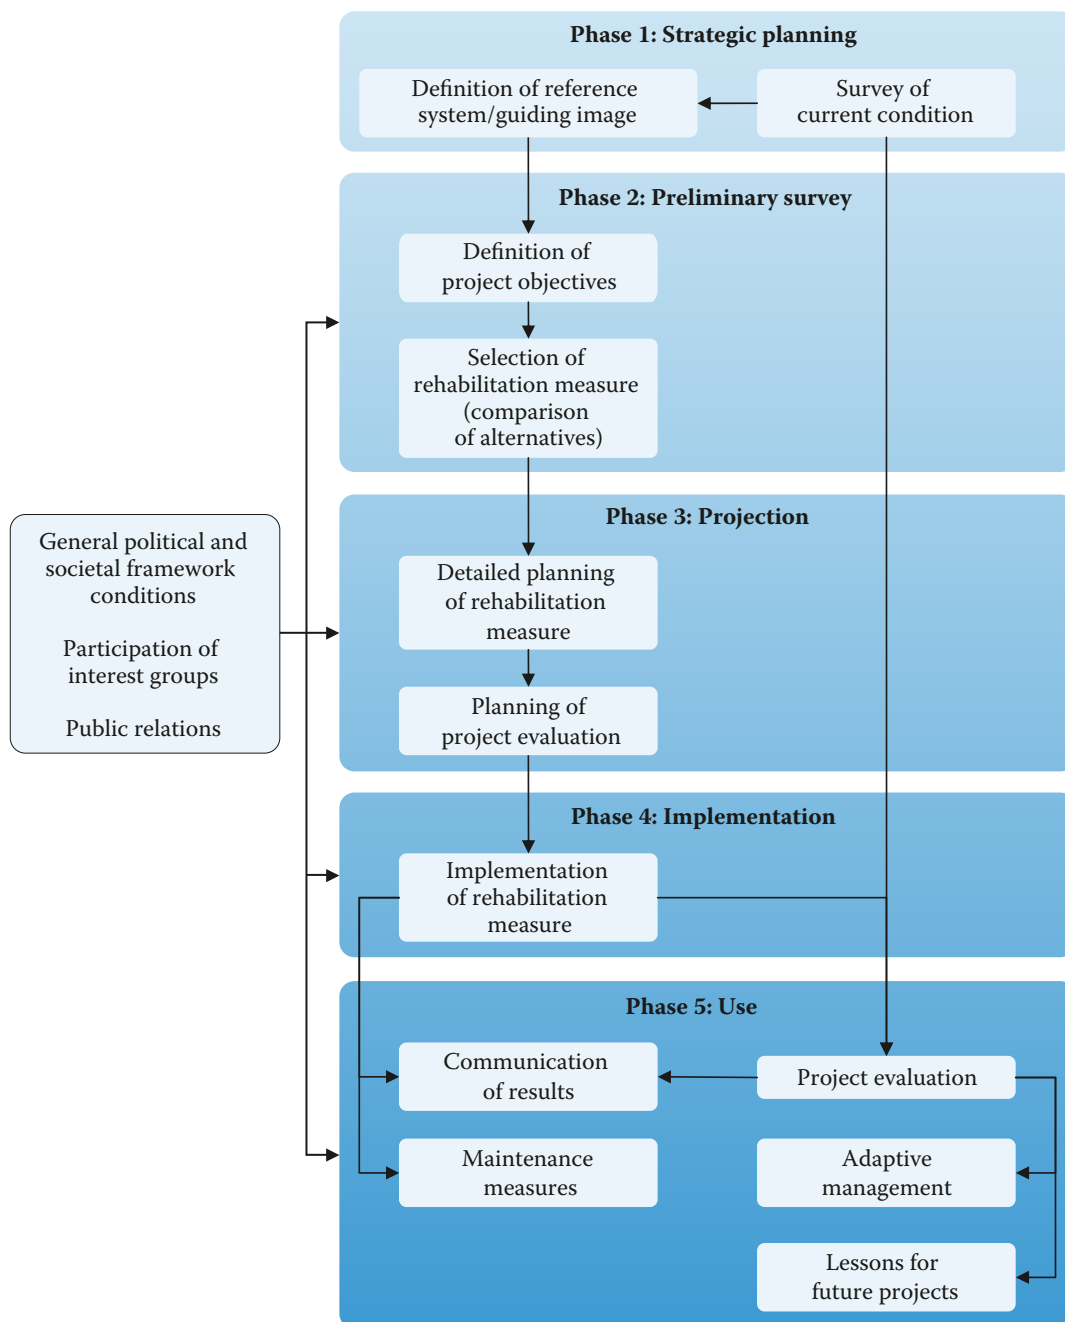 Phase 1: Strategic planning
Definition of reference
system/guiding image
Survey of
current condition
Phase 2: Preliminary survey
Definition of
project objectives
Selection of
rehabilitation measure
(comparison
of alternatives)
General political and
societal framework
conditions
Participation of
interest groups
Public relations
Phase 3: Projection
Detailed planning
of rehabilitation
measure
Planning of
project evaluation
Phase 4: Implementation
Implementation
of rehabilitation
measure
Phase 5: Use
Communication
of results
Project evaluation
Maintenance
measures
Adaptive
management
Lessons for
future projects